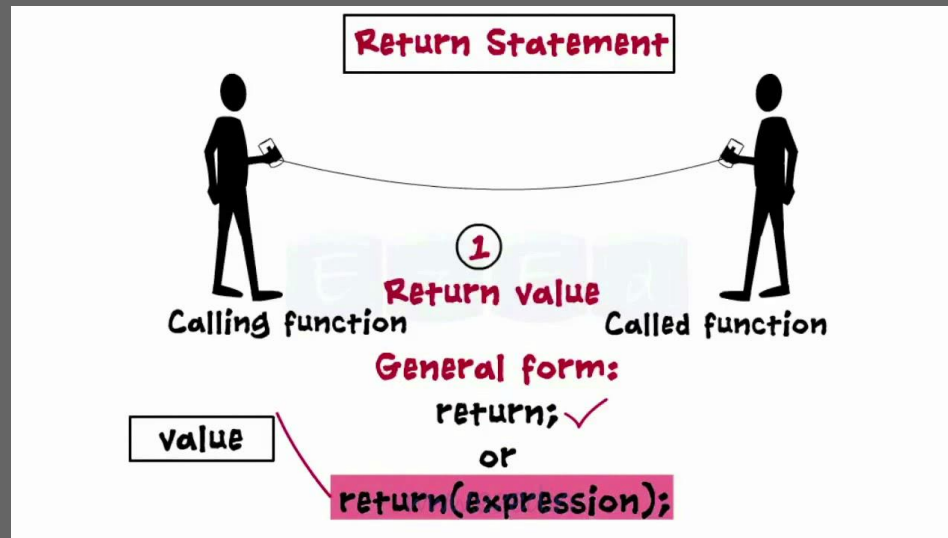 Return Statement
1
Return value
Calling function
Called function
General form:
return;
value
or
return(expression);